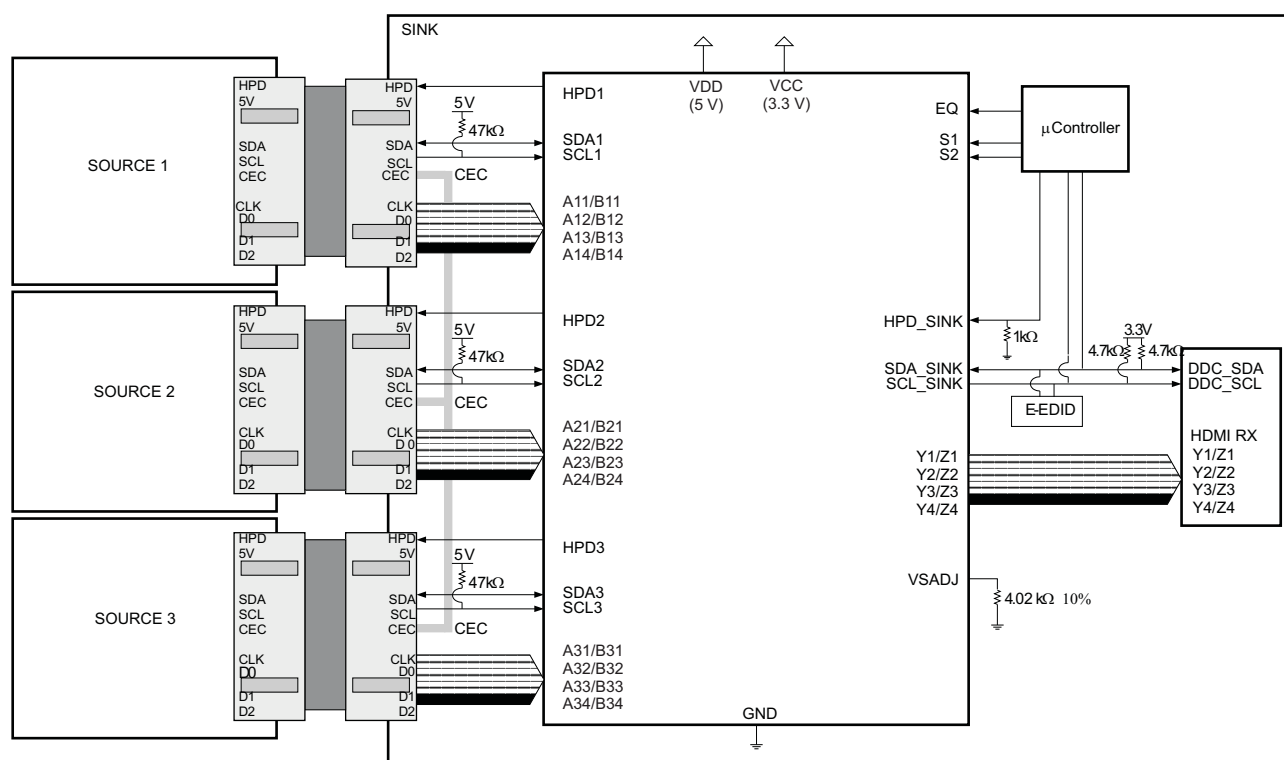 SINK
SOURCE 1
HPD
5V
SDA
SCL
CEC
CLK
D0
D1
D2
HPD
5V
SDA
SCL
CEC
CLK
D0
D1
D2
5V
47kΩ
CEC
HPD1
SDA1
SCL1
A11/B11
A12/B12
A13/B13
A14/B14
SOURCE 2
HPD
5V
SDA
SCL
CEC
CLK
D0
D1
D2
HPD
5V
SDA
SCL
CEC
CLK
D 0
D1
D2
5V
47kΩ
CEC
HPD2
SDA2
SCL2
A21/B21
A22/B22
A23/B23
A24/B24
SOURCE 3
HPD
5V
SDA
SCL
CEC
CLK
D0
D1
D2
HPD
5V
SDA
SCL
CEC
CLK
D0
D1
D2
5V
47kΩ
CEC
HPD3
SDA3
SCL3
A31/B31
A32/B32
A33/B33
A34/B34
VDD
(5 V)
VCC
(3.3 V)
EQ
S1
S2
µController
HPD_SINK
1kΩ
SDA_SINK
SCL_SINK
3.3V
4.7kΩ
4.7kΩ
E-EDID
DDC_SDA
DDC_SCL
HDMI RX
Y1/Z1
Y2/Z2
Y3/Z3
Y4/Z4
Y1/Z1
Y2/Z2
Y3/Z3
Y4/Z4
VSADJ
4.02 kΩ 10%
GND